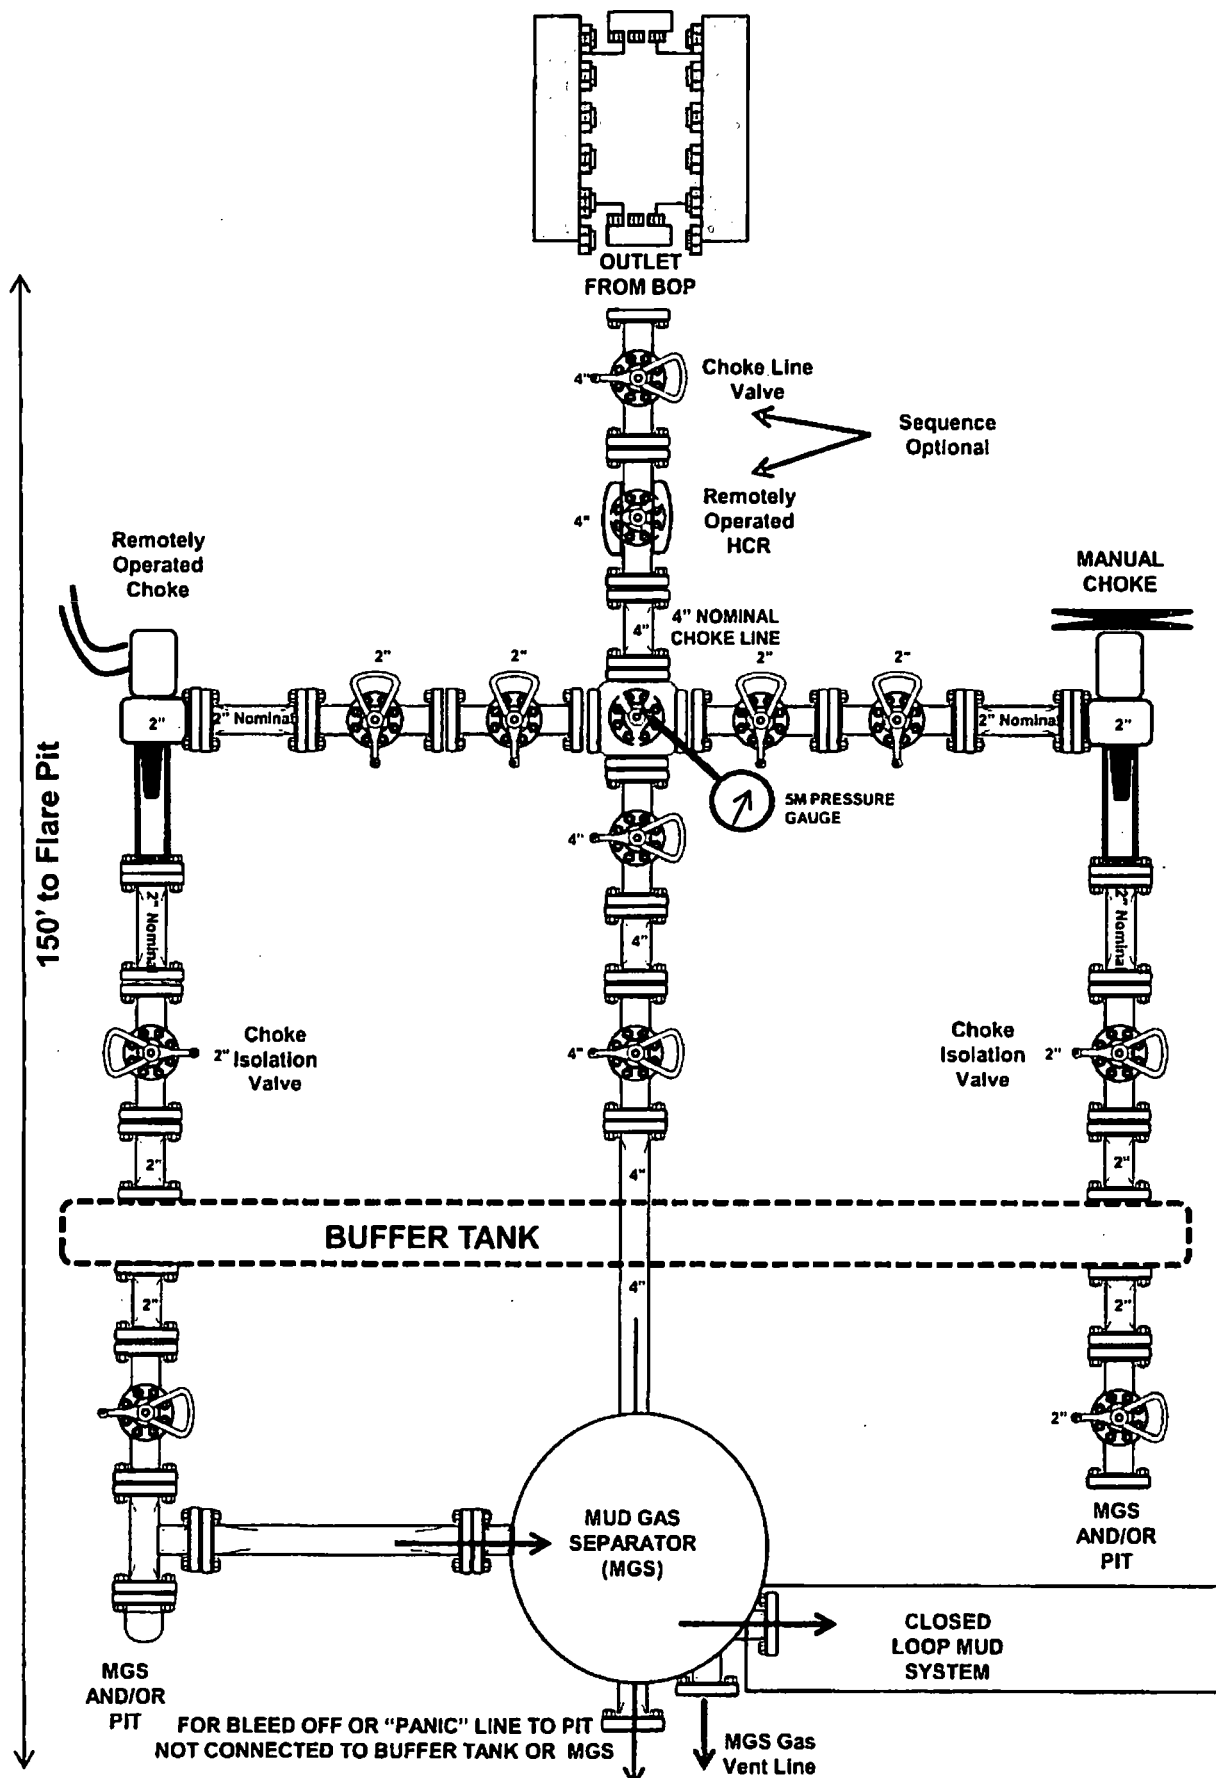 OUTLET
FROM BOP
4"
Choke Line
Valve
Sequence
Optional
4"
Remotely
Operated
HCR
Remotely
Operated
Choke
MANUAL
CHOKE
4"
4" NOMINAL
CHOKE LINE
2"
2"
2"
2"
2"
2" Nominal
2" Nominal
2"
5M PRESSURE
GAUGE
4"
150' to Flare Pit
2" Nominal
4"
2" Nominal
2"
Choke
Isolation
Valve
4"
Choke
Isolation
Valve
2"
2"
4"
2"
BUFFER TANK
2"
4"
2"
2"
MUD GAS
SEPARATOR
(MGS)
MGS
AND/OR
PIT
CLOSED
LOOP MUD
SYSTEM
MGS
AND/OR
PIT
FOR BLEED OFF OR "PANIC" LINE TO PIT
NOT CONNECTED TO BUFFER TANK OR MGS
MGS Gas
Vent Line